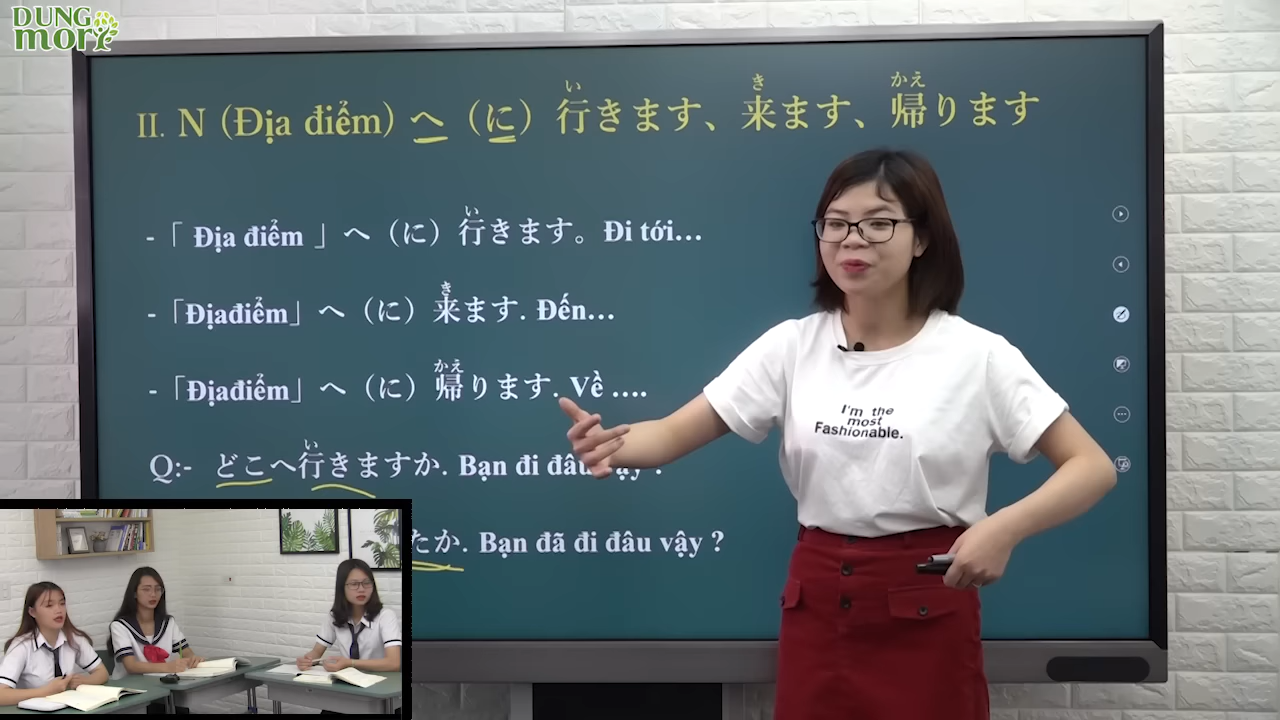 DUNG
mori
II. N (Địa điểm) へ（に）行きます、来ます、帰ります
い き かえ
-「 Địa điểm 」へ（に）行きます。Đi tới...
い
-「Địađiểm」へ（に）来ます. Đến...
き
-「Địađiểm」へ（に）帰ります. Về ....
かえ
Q:- どこへ行きますか. Bạn đi đâu vậy ?
い
たか. Bạn đã đi đâu vậy ?
I'm the
most
Fashionable.